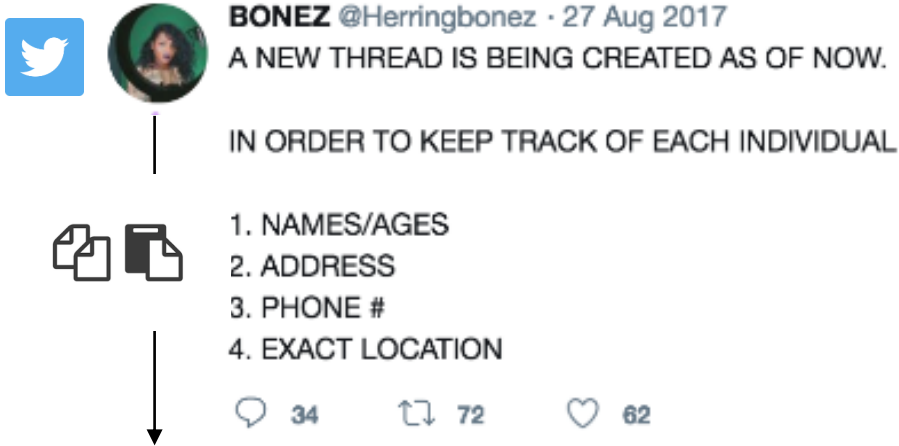 BONEZ @Herringbonez · 27 Aug 2017
A NEW THREAD IS BEING CREATED AS OF NOW.
IN ORDER TO KEEP TRACK OF EACH INDIVIDUAL
1. NAMES/AGES
2. ADDRESS
3. PHONE #
4. EXACT LOCATION
34 72 62